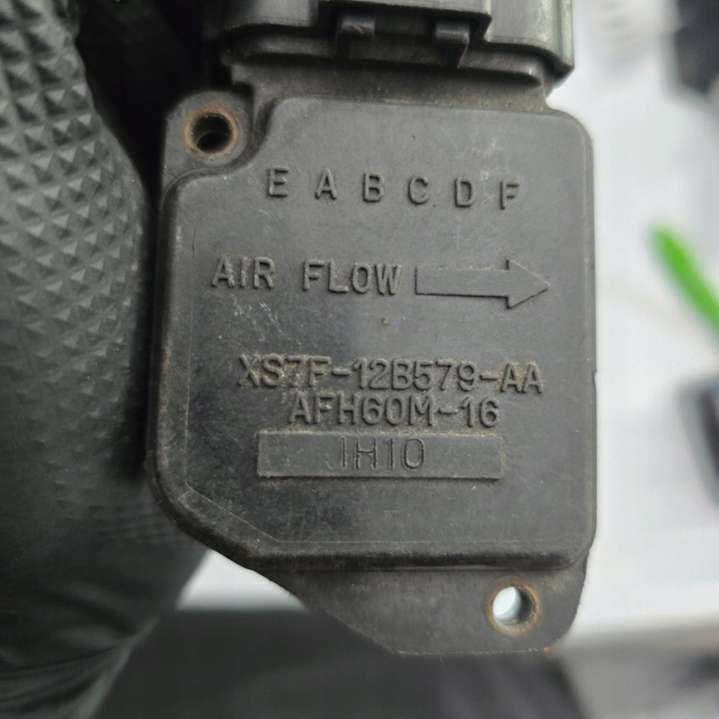 E A B C D F
AIR FLOW
XS7F-12B579-AA
AFH60M-16
1H10